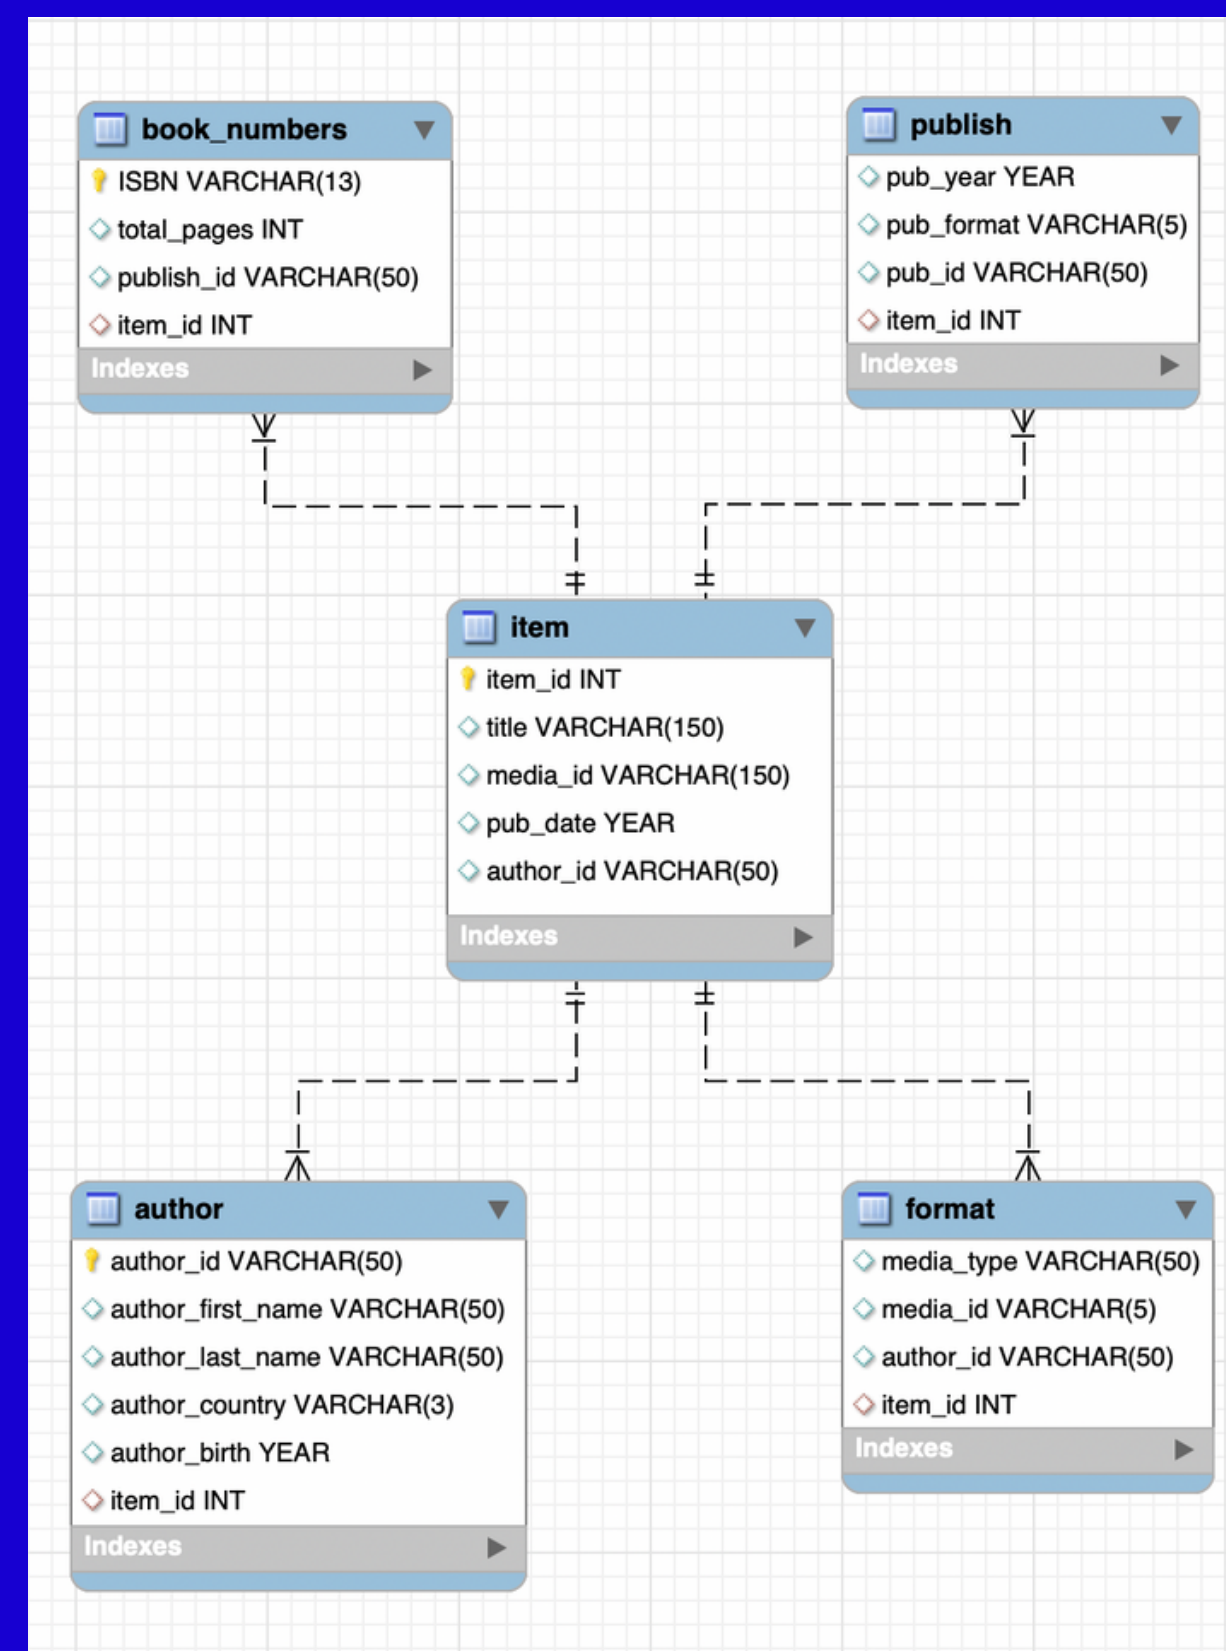 book_numbers
ISBN VARCHAR(13)
total_pages INT
publish_id VARCHAR(50)
item_id INT
Indexes
publish
pub_year YEAR
pub_format VARCHAR(5)
pub_id VARCHAR(50)
item_id INT
Indexes
item
item_id INT
title VARCHAR(150)
media_id VARCHAR(150)
pub_date YEAR
author_id VARCHAR(50)
Indexes
author
author_id VARCHAR(50)
author_first_name VARCHAR(50)
author_last_name VARCHAR(50)
author_country VARCHAR(3)
author_birth YEAR
item_id INT
Indexes
format
media_type VARCHAR(50)
media_id VARCHAR(5)
author_id VARCHAR(50)
item_id INT
Indexes